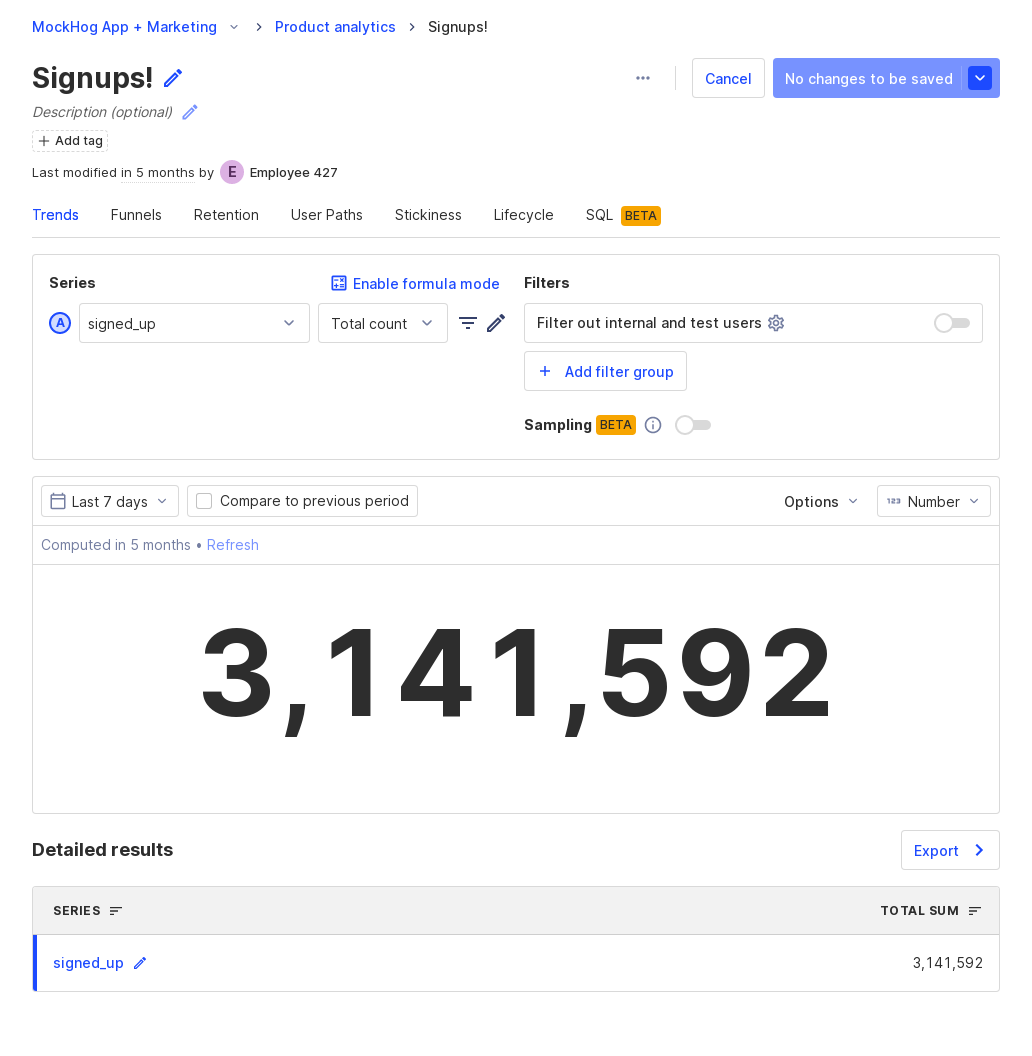 MockHog App + Marketing Product analytics Signups!
Signups!
Cancel No changes to be saved
Description (optional)
Add tag
Last modified in 5 months by E Employee 427
Trends Funnels Retention User Paths Stickiness Lifecycle SQL BETA
Series Enable formula mode
A signed_up Total count
Filters
Filter out internal and test users
+ Add filter group
Sampling BETA
Last 7 days Compare to previous period Options 123 Number
Computed in 5 months • Refresh
3,141,592
Detailed results Export
SERIES TOTAL SUM
signed_up 3,141,592